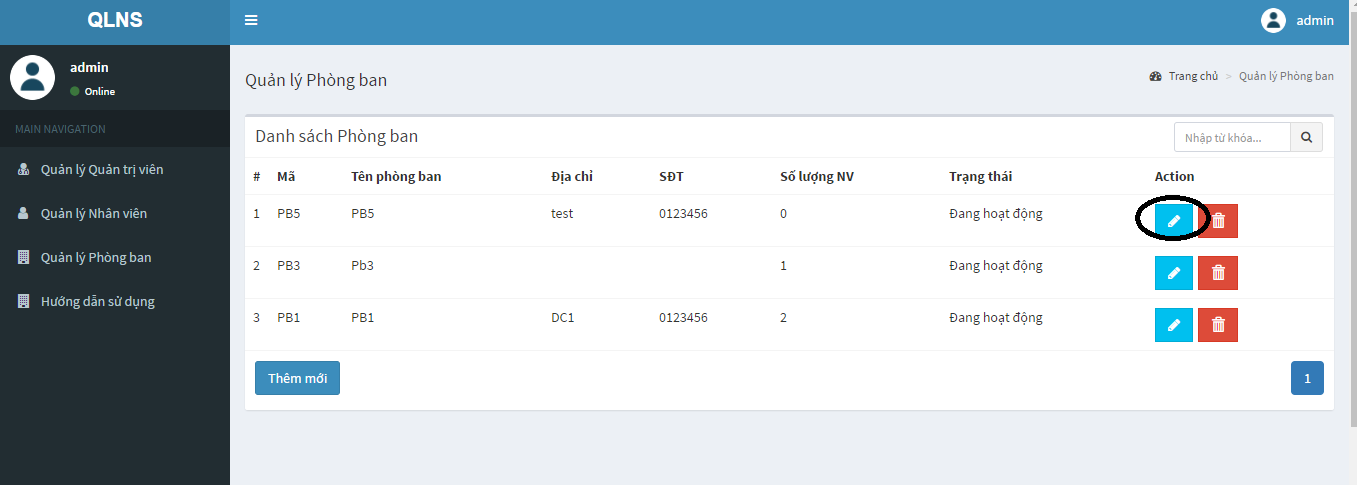 QLNS
admin
admin
Online
Quản lý Phòng ban
Trang chủ > Quản lý Phòng ban
MAIN NAVIGATION
Quản lý Quản trị viên
Quản lý Nhân viên
Quản lý Phòng ban
Hướng dẫn sử dụng
Danh sách Phòng ban
Nhập từ khóa...
# Mã Tên phòng ban Địa chỉ SĐT Số lượng NV Trạng thái Action
1 PB5 PB5 test 0123456 0 Đang hoạt động
2 PB3 Pb3 1 Đang hoạt động
3 PB1 PB1 DC1 0123456 2 Đang hoạt động
Thêm mới
1